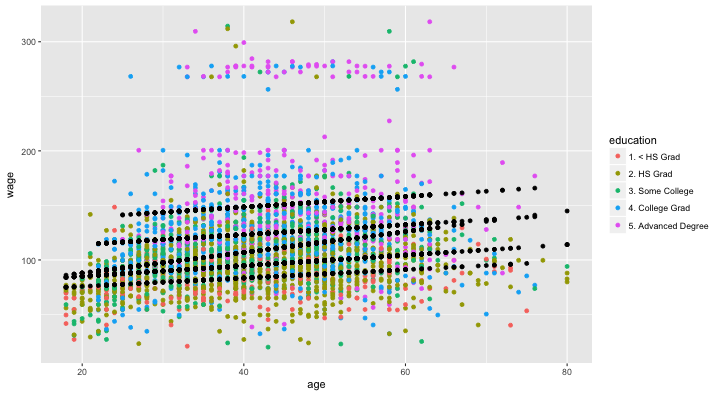 300
200
100
wage
20
40
60
80
age
education
1. < HS Grad
2. HS Grad
3. Some College
4. College Grad
5. Advanced Degree